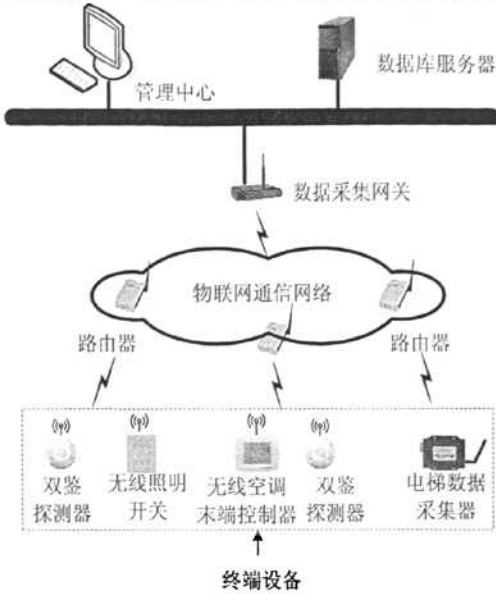 管理中心
数据库服务器
数据采集网关
物联网通信网络
路由器
路由器
双鉴
探测器
无线照明
开关
无线空调
末端控制器
双鉴
探测器
电梯数据
采集器
终端设备